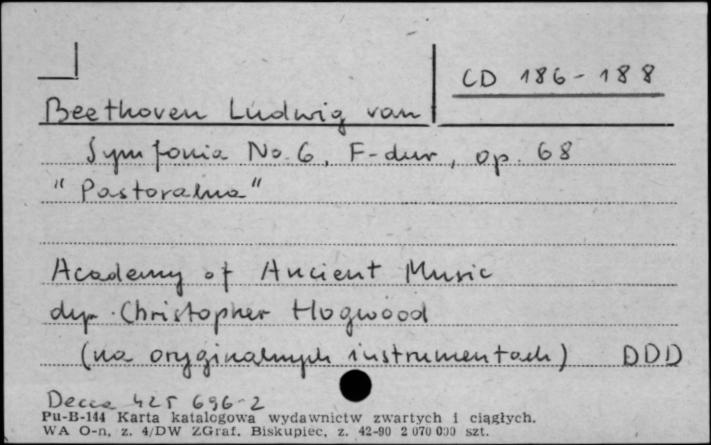 CD 186-188
Beethoven Ludwig van
Symfonia No. 6, F-dur, op. 68
"Pastoralna"
Academy of Ancient Music
dyr. Christopher Hogwood
(na oryginalnych instrumentach) DDD
Decca 425 696-2
Pu-B-144 Karta katalogowa wydawnictw zwartych i ciągłych.
WA O-n, z. 4/DW ZGraf. Biskupiec, z. 42-90 2 070 000 szt.